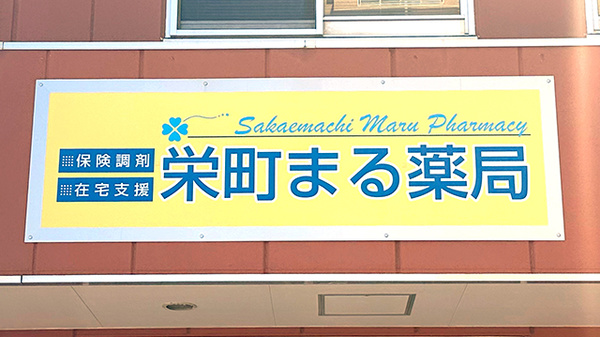 Sakaemachi Maru Pharmacy
保険調剤
在宅支援
栄町まる薬局